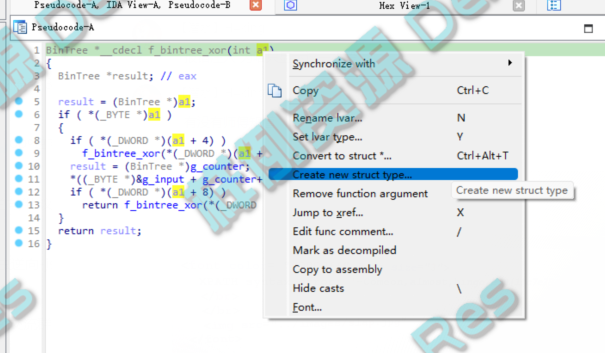 Pseudocode-A, IDA View-A, Pseudocode-B
Hex View-1
Pseudocode-A
1 BinTree *__cdecl f_bintree_xor(int a1)
2 {
3 BinTree *result; // eax
4
5 result = (BinTree *)a1;
6 if ( *(_BYTE *)a1 )
7 {
8 if ( *(_DWORD *)(a1 + 4) )
9 f_bintree_xor(*(_DWORD *)(a1 +
10 result = (BinTree *)g_counter;
11 *((_BYTE *)&g_input + g_counter+
12 if ( *(_DWORD *)(a1 + 8) )
13 return f_bintree_xor(*(_DWORD
14 }
15 return result;
16 }
Synchronize with
Copy Ctrl+C
Rename lvar... N
Set lvar type... Y
Convert to struct *... Ctrl+Alt+T
Create new struct type...
Create new struct type
Remove function argument
Jump to xref... X
Edit func comment... /
Mark as decompiled
Copy to assembly
Hide casts \
Font...